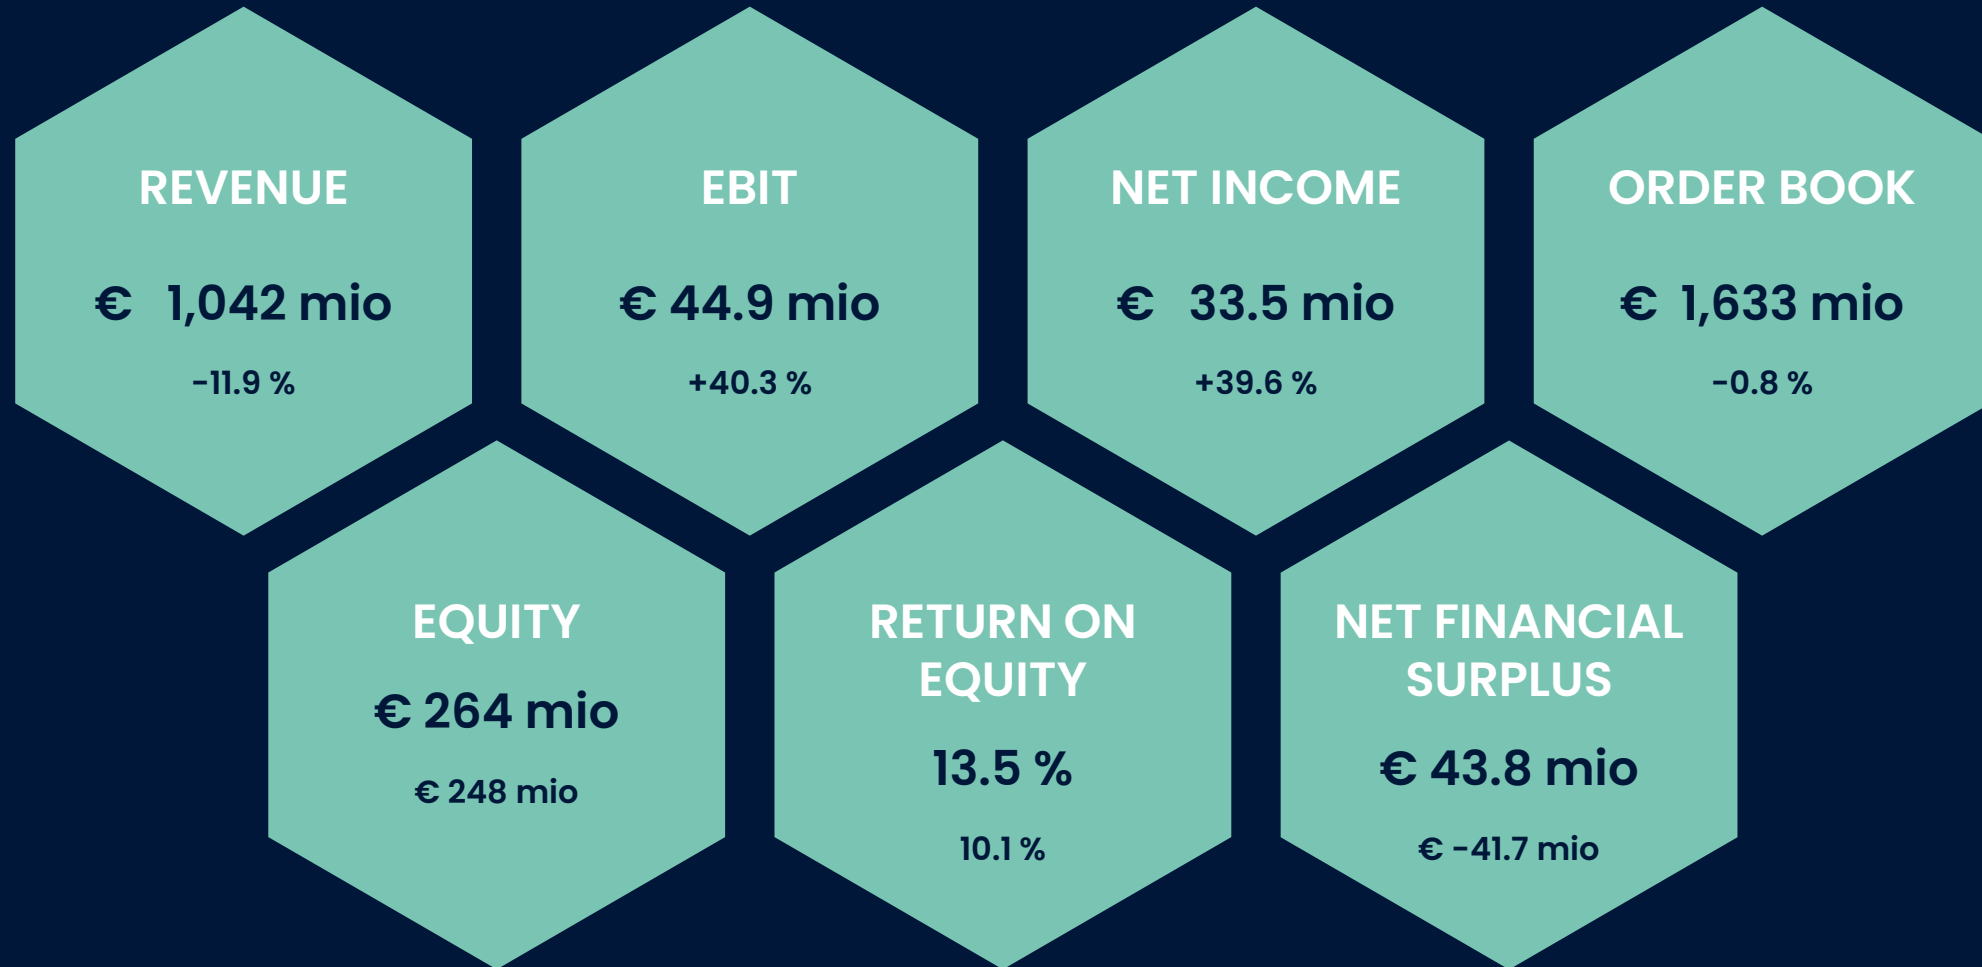 REVENUE
€ 1,042 mio
-11.9 %
EBIT
€ 44.9 mio
+40.3 %
NET INCOME
€ 33.5 mio
+39.6 %
ORDER BOOK
€ 1,633 mio
-0.8 %
EQUITY
€ 264 mio
€ 248 mio
RETURN ON
EQUITY
13.5 %
10.1 %
NET FINANCIAL
SURPLUS
€ 43.8 mio
€ -41.7 mio